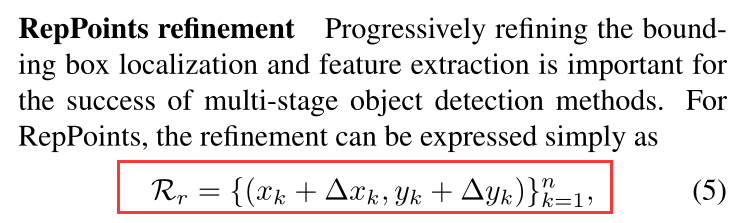 RepPoints refinement Progressively refining the bound-
ing box localization and feature extraction is important for
the success of multi-stage object detection methods. For
RepPoints, the refinement can be expressed simply as
$\mathcal{R}_r = \{(x_k + \Delta x_k, y_k + \Delta y_k)\}_{k=1}^{n},$ (5)